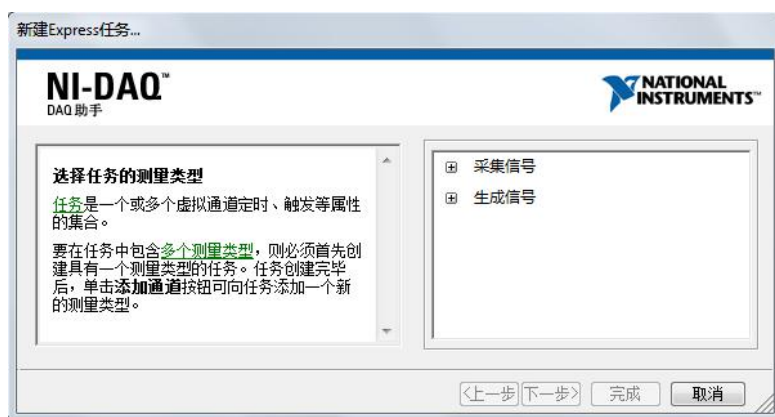 新建Express任务...
NI-DAQ™
DAQ 助手
NATIONAL
INSTRUMENTS™
选择任务的测量类型
任务是一个或多个虚拟通道定时、触发等属性
的集合。
要在任务中包含多个测量类型，则必须首先创
建具有一个测量类型的任务。任务创建完毕
后，单击添加通道按钮可向任务添加一个新
的测量类型。
采集信号
生成信号
<上一步 下一步> 完成 取消